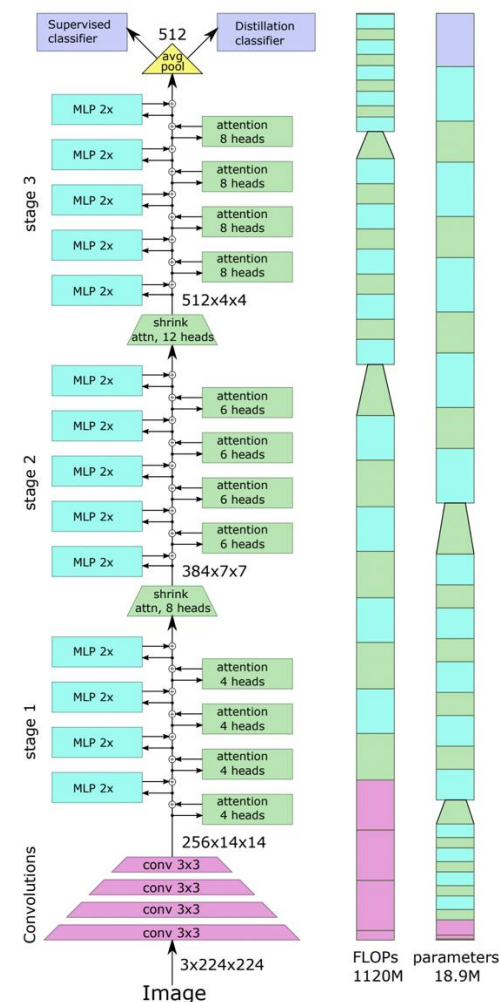 Supervised
classifier
512
Distillation
classifier
avg
pool
MLP 2x
attention
8 heads
MLP 2x
attention
8 heads
MLP 2x
attention
8 heads
MLP 2x
attention
8 heads
MLP 2x
stage 3
512x4x4
shrink
attn, 12 heads
MLP 2x
attention
6 heads
MLP 2x
attention
6 heads
MLP 2x
attention
6 heads
MLP 2x
attention
6 heads
MLP 2x
stage 2
384x7x7
shrink
attn, 8 heads
MLP 2x
attention
4 heads
MLP 2x
attention
4 heads
MLP 2x
attention
4 heads
MLP 2x
attention
4 heads
stage 1
256x14x14
Convolutions
conv 3x3
conv 3x3
conv 3x3
conv 3x3
3x224x224
Image
FLOPs
1120M
parameters
18.9M